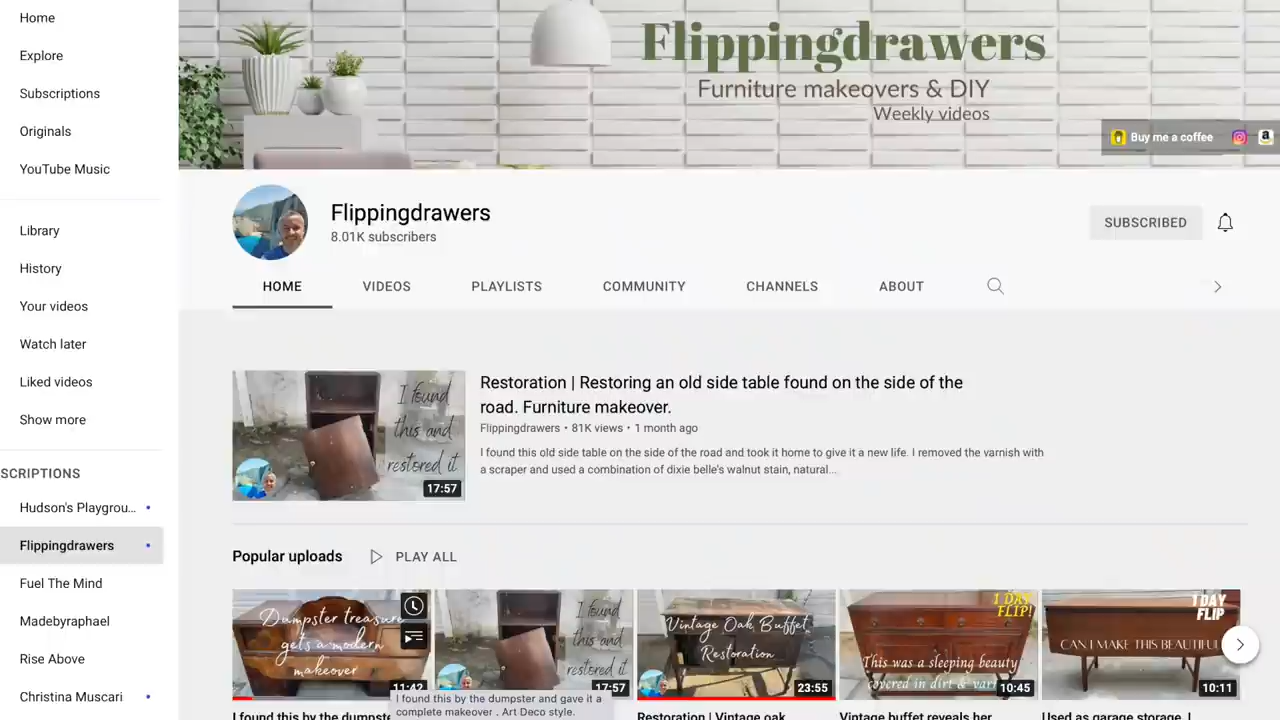 Home
Explore
Subscriptions
Originals
YouTube Music
Library
History
Your videos
Watch later
Liked videos
Show more
SCRIPTIONS
Hudson's Playgrou...
Flippingdrawers
Fuel The Mind
Madebyraphael
Rise Above
Christina Muscari
Flippingdrawers
Furniture makeovers & DIY
Weekly videos
Buy me a coffee
Flippingdrawers
8.01K subscribers
SUBSCRIBED
HOME
VIDEOS
PLAYLISTS
COMMUNITY
CHANNELS
ABOUT
I found
this and
restored it
17:57
Restoration | Restoring an old side table found on the side of the
road. Furniture makeover.
Flippingdrawers • 81K views • 1 month ago
I found this old side table on the side of the road and took it home to give it a new life. I removed the varnish with
a scraper and used a combination of dixie belle's walnut stain, natural...
Popular uploads
PLAY ALL
Dumpster treasure
gets a modern
makeover
11:42
I found
this and
restored it
17:57
Vintage Oak Buffet
Restoration
23:55
1 DAY
FLIP!
This was a sleeping beauty
covered in dirt & var
10:45
1 DAY
FLIP
CAN I MAKE THIS BEAUTIFUL
10:11
I found this by the dumpste
I found this by the dumpster and gave it a
complete makeover . Art Deco style.
Restoration | Vintage oak
Vintage buffet reveals her
Used as garage storage. I